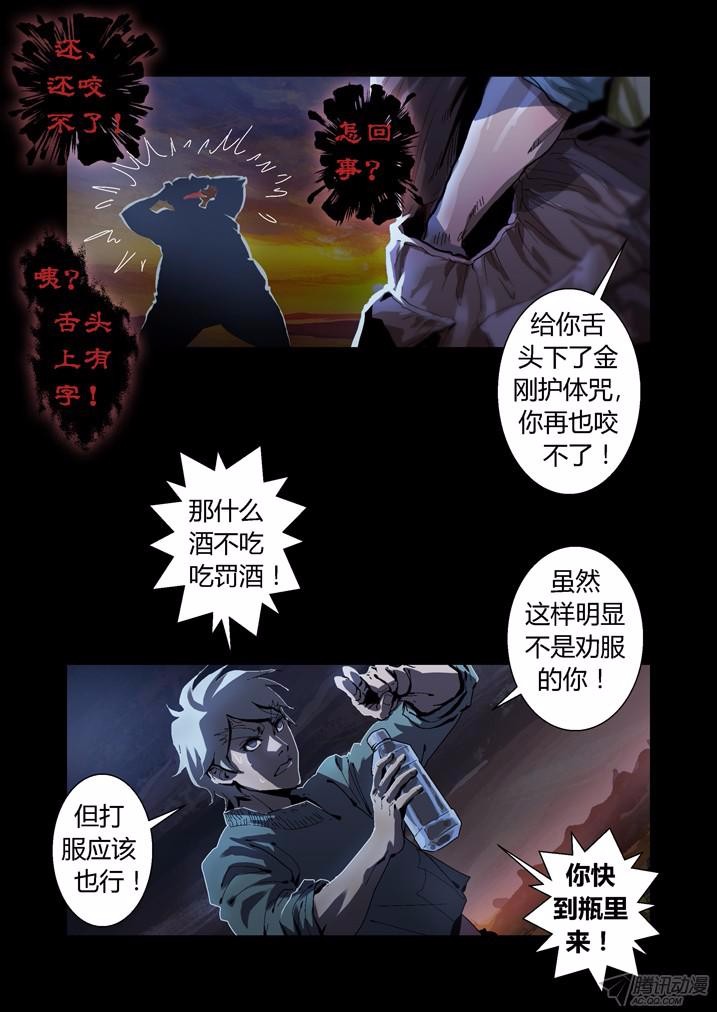 还、
还咬
不了！
怎回
事？
咦？
舌头
上有
字！
给你舌
头下了金
刚护体咒，
你再也咬
不了！
那什么
酒不吃
吃罚酒！
虽然
这样明显
不是劝服
的你！
但打
服应该
也行！
你快
到瓶里
来！
腾讯动漫